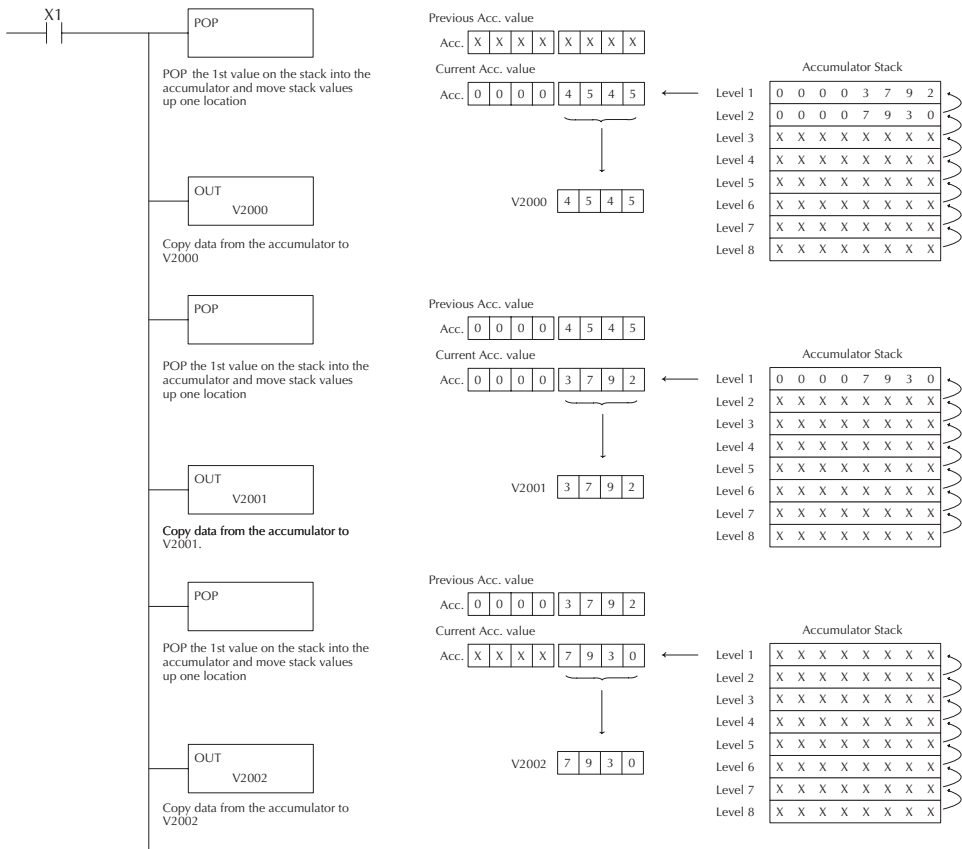 X1
POP
POP the 1st value on the stack into the
accumulator and move stack values
up one location
OUT
V2000
Copy data from the accumulator to
V2000
Previous Acc. value
Acc. X X X X X X X X
Current Acc. value
Acc. 0 0 0 0 4 5 4 5
V2000 4 5 4 5
Accumulator Stack
Level 1 0 0 0 0 3 7 9 2
Level 2 0 0 0 0 7 9 3 0
Level 3 X X X X X X X X
Level 4 X X X X X X X X
Level 5 X X X X X X X X
Level 6 X X X X X X X X
Level 7 X X X X X X X X
Level 8 X X X X X X X X
POP
POP the 1st value on the stack into the
accumulator and move stack values
up one location
OUT
V2001
Copy data from the accumulator to
V2001.
Previous Acc. value
Acc. 0 0 0 0 4 5 4 5
Current Acc. value
Acc. 0 0 0 0 3 7 9 2
V2001 3 7 9 2
Accumulator Stack
Level 1 0 0 0 0 7 9 3 0
Level 2 X X X X X X X X
Level 3 X X X X X X X X
Level 4 X X X X X X X X
Level 5 X X X X X X X X
Level 6 X X X X X X X X
Level 7 X X X X X X X X
Level 8 X X X X X X X X
POP
POP the 1st value on the stack into the
accumulator and move stack values
up one location
OUT
V2002
Copy data from the accumulator to
V2002
Previous Acc. value
Acc. 0 0 0 0 3 7 9 2
Current Acc. value
Acc. X X X X 7 9 3 0
V2002 7 9 3 0
Accumulator Stack
Level 1 X X X X X X X X
Level 2 X X X X X X X X
Level 3 X X X X X X X X
Level 4 X X X X X X X X
Level 5 X X X X X X X X
Level 6 X X X X X X X X
Level 7 X X X X X X X X
Level 8 X X X X X X X X